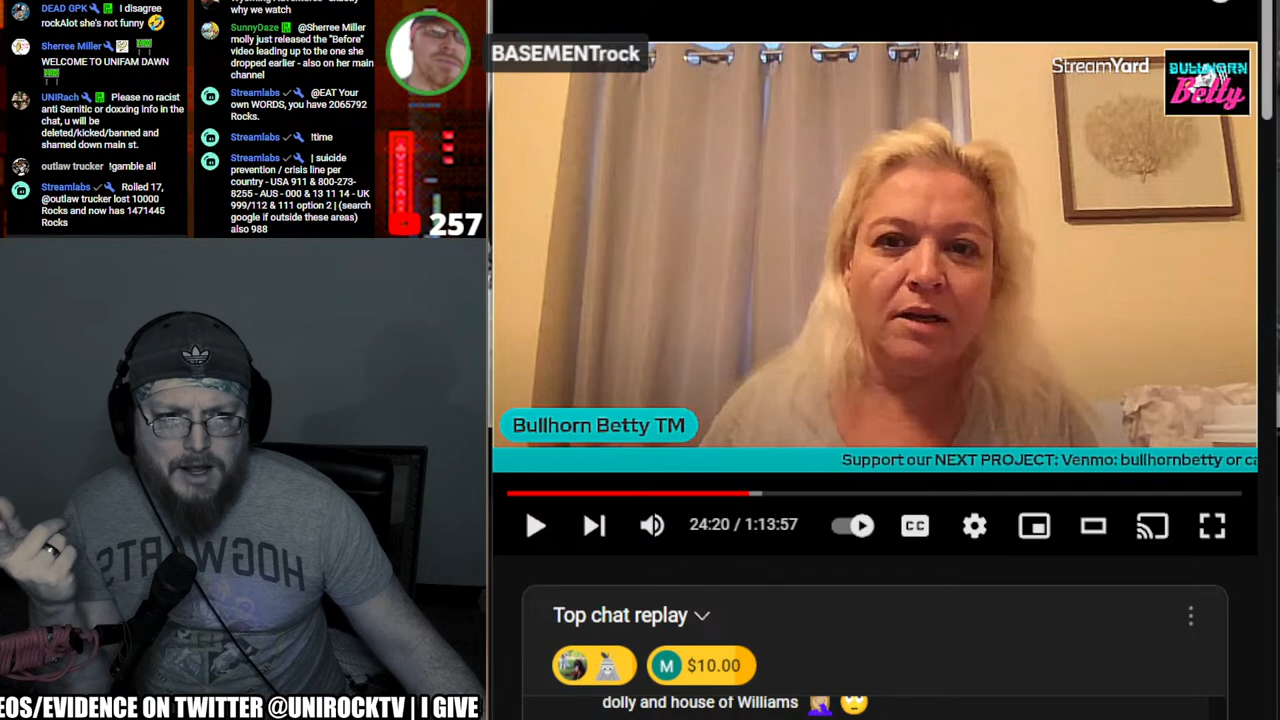 DEAD GPK I disagree
rockAlot she's not funny
Sherree Miller
WELCOME TO UNIFAM DAWN
UNIRach Please no racist
anti Semitic or doxxing info in the
chat, u will be
deleted/kicked/banned and
shamed down main st.
outlaw trucker !gamble all
Streamlabs Rolled 17,
@outlaw trucker lost 10000
Rocks and now has 1471445
Rocks
why we watch
SunnyDaze @Sherree Miller
molly just released the "Before"
video leading up to the one she
dropped earlier - also on her main
channel
Streamlabs @EAT Your
own WORDS, you have 2065792
Rocks.
Streamlabs !time
Streamlabs | suicide
prevention / crisis line per
country - USA 911 & 800-273-
8255 - AUS - 000 & 13 11 14 - UK
999/112 & 111 option 2 | (search
google if outside these areas)
also 988
257
BASEMENTrock
StreamYard
BULLHORN
Betty
Bullhorn Betty TM
Support our NEXT PROJECT: Venmo: bullhornbetty or ca
24:20 / 1:13:57
CC
Top chat replay
M $10.00
dolly and house of Williams
HOGWARTS
EOS/EVIDENCE ON TWITTER @UNIROCKTV | I GIVE